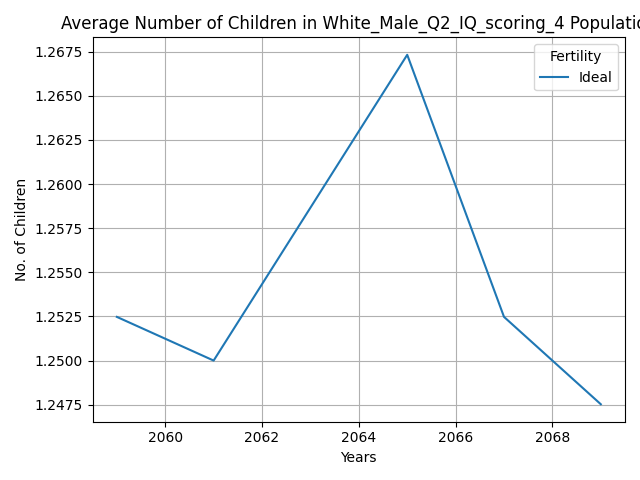 Average Number of Children in White_Male_Q2_IQ_scoring_4 Populatio
1.2675
1.2650
1.2625
1.2600
1.2575
1.2550
1.2525
1.2500
1.2475
No. of Children
Fertility
Ideal
2060 2062 2064 2066 2068
Years